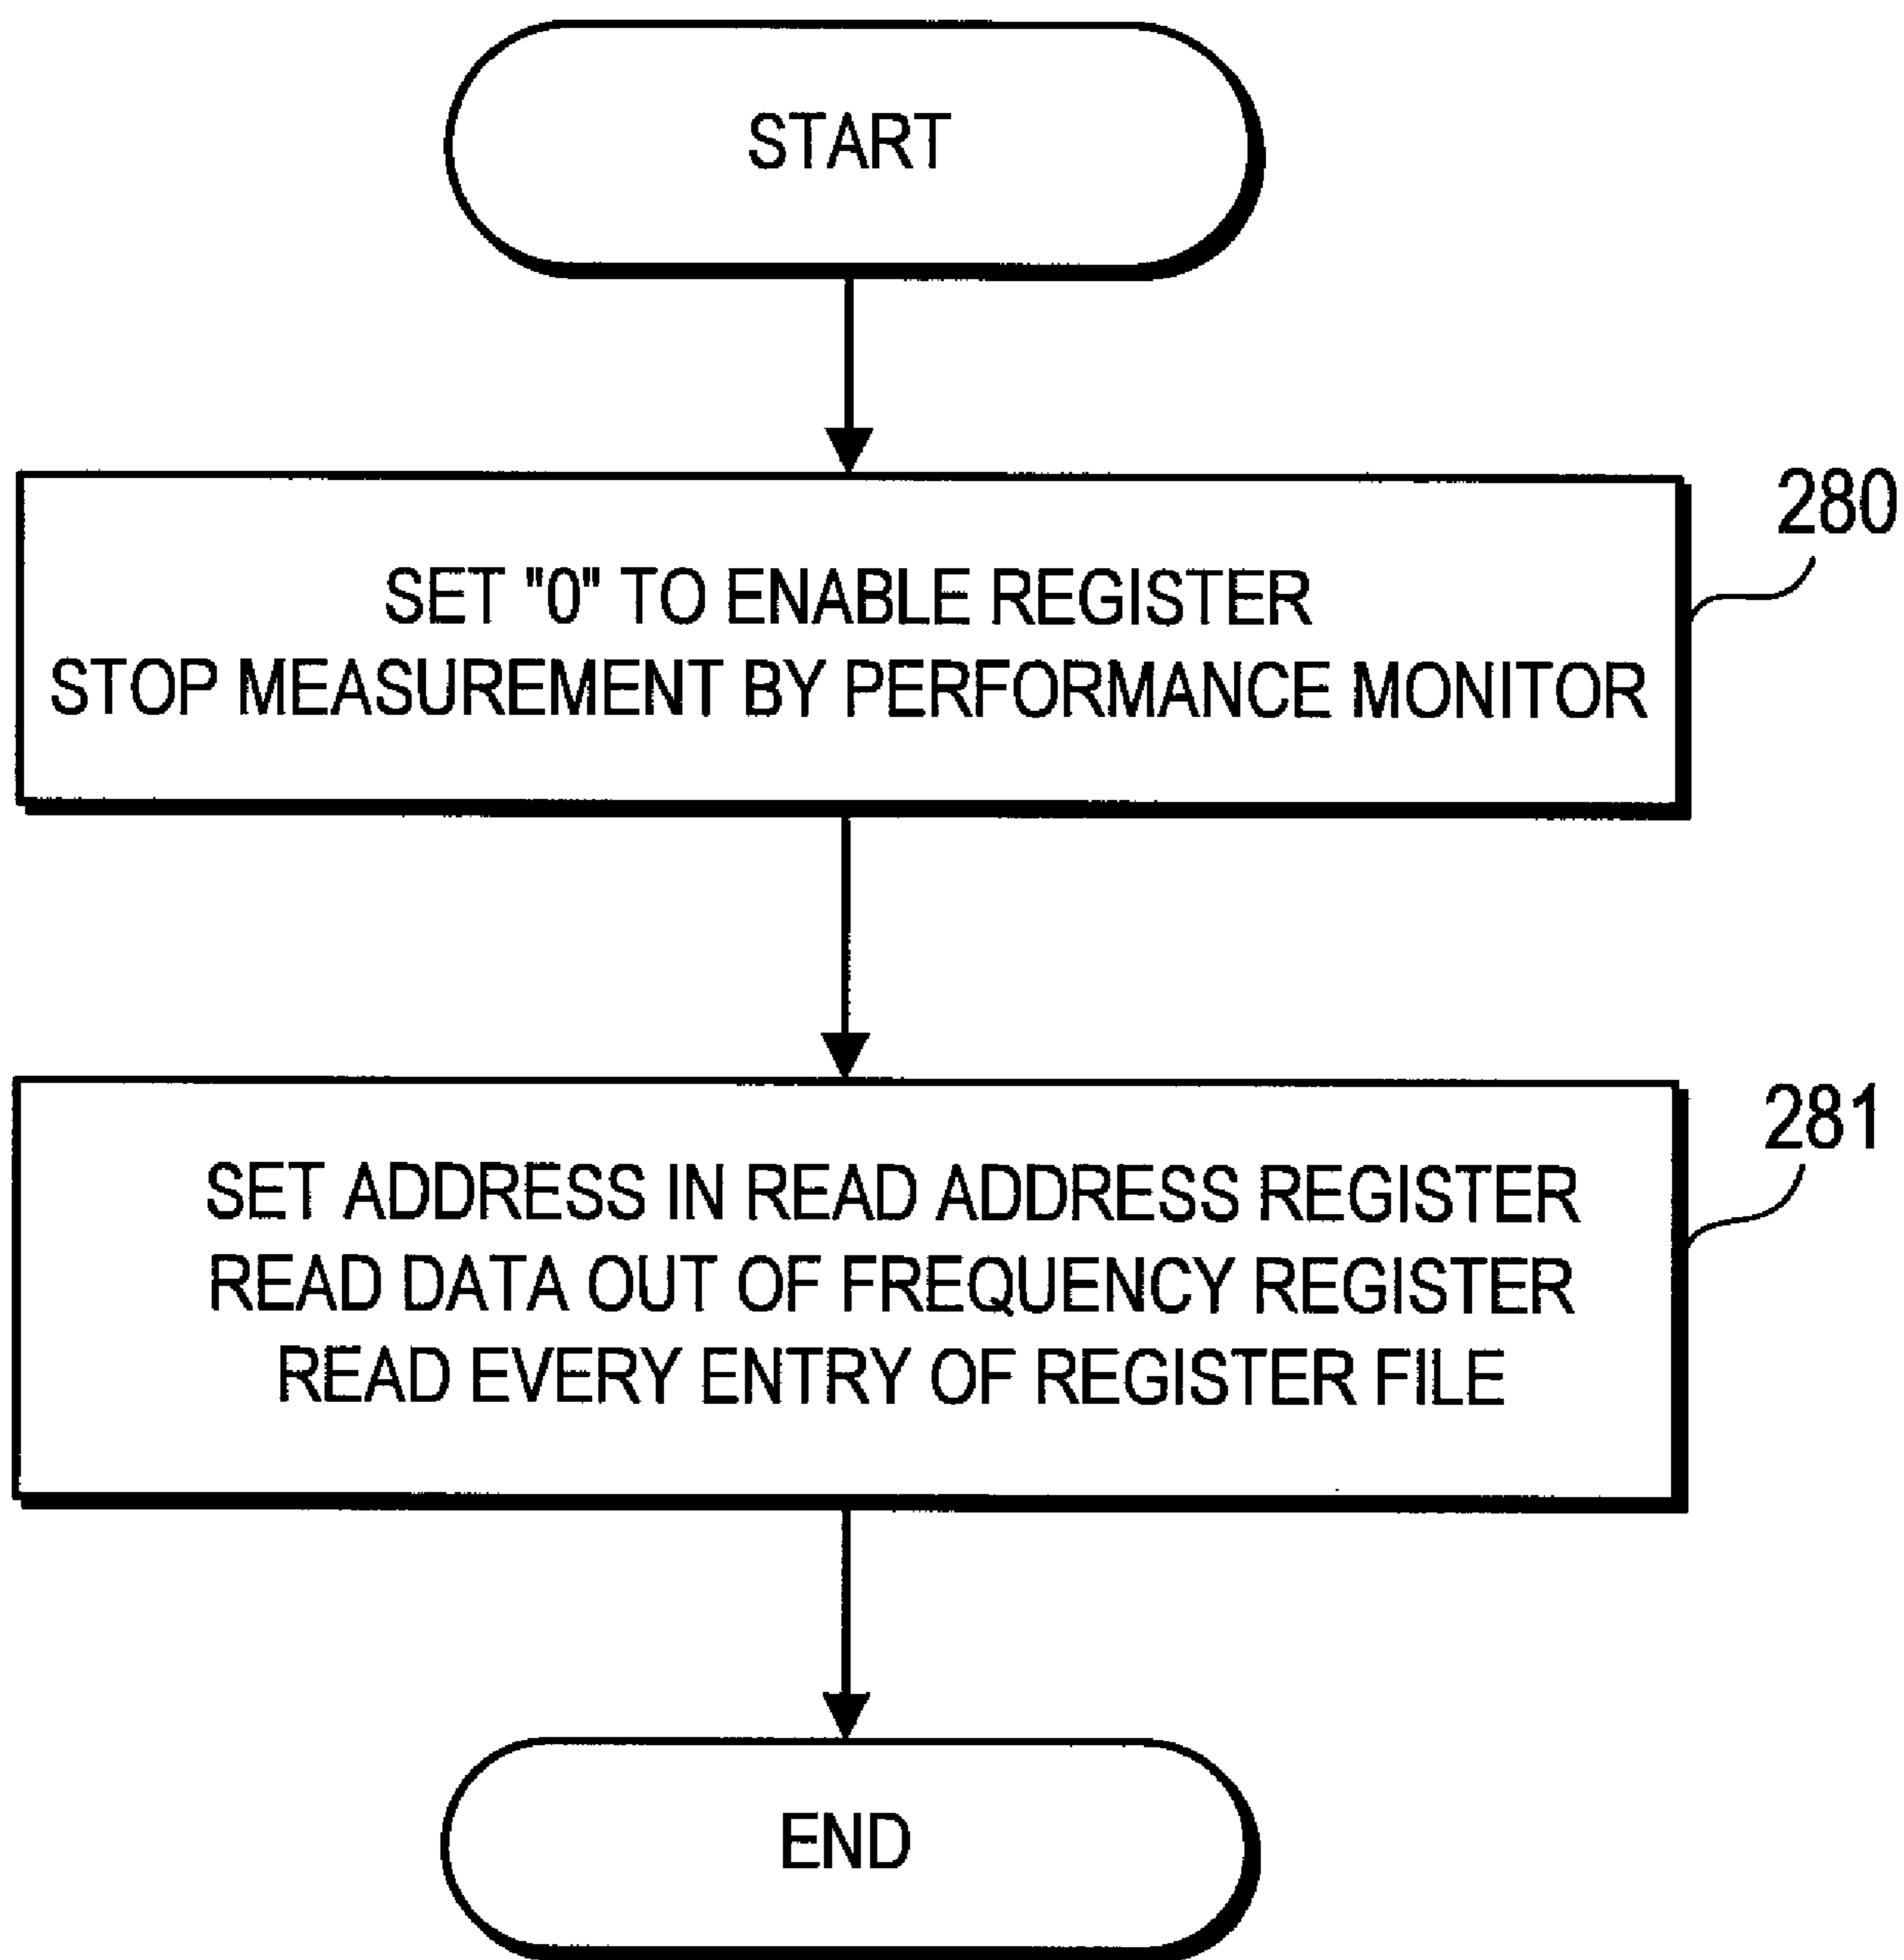 START
280
SET "0" TO ENABLE REGISTER
STOP MEASUREMENT BY PERFORMANCE MONITOR
281
SET ADDRESS IN READ ADDRESS REGISTER
READ DATA OUT OF FREQUENCY REGISTER
READ EVERY ENTRY OF REGISTER FILE
END